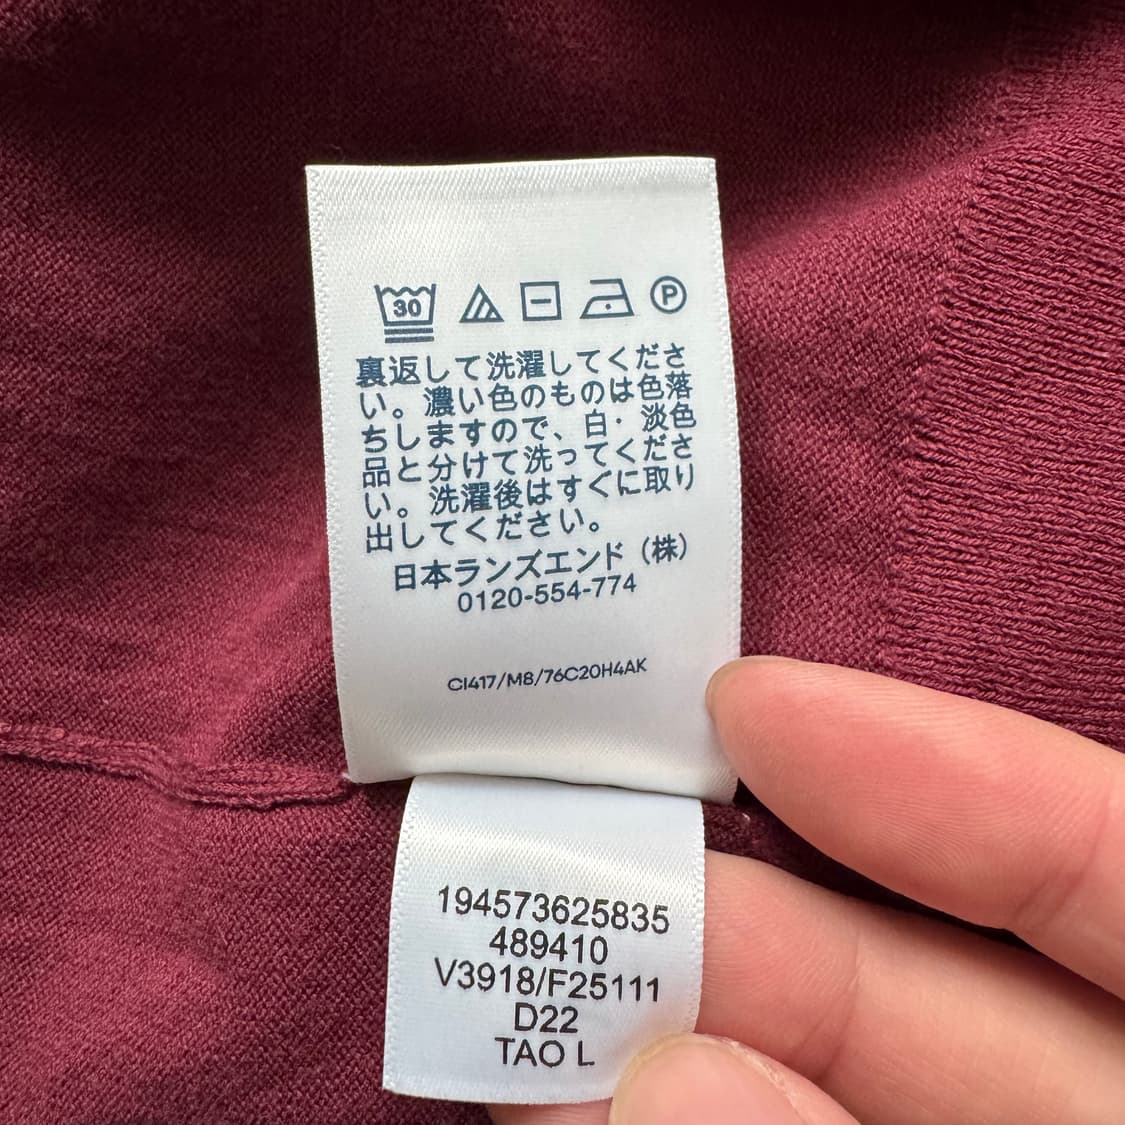 30 P
裏返して洗濯してくださ
い。濃い色のものは色落
ちしますので、白・淡色
品と分けて洗ってくださ
い。洗濯後はすぐに取り
出してください。
日本ランズエンド（株）
0120-554-774
CI417/M8/76C20H4AK
194573625835
489410
V3918/F25111
D22
TAO L